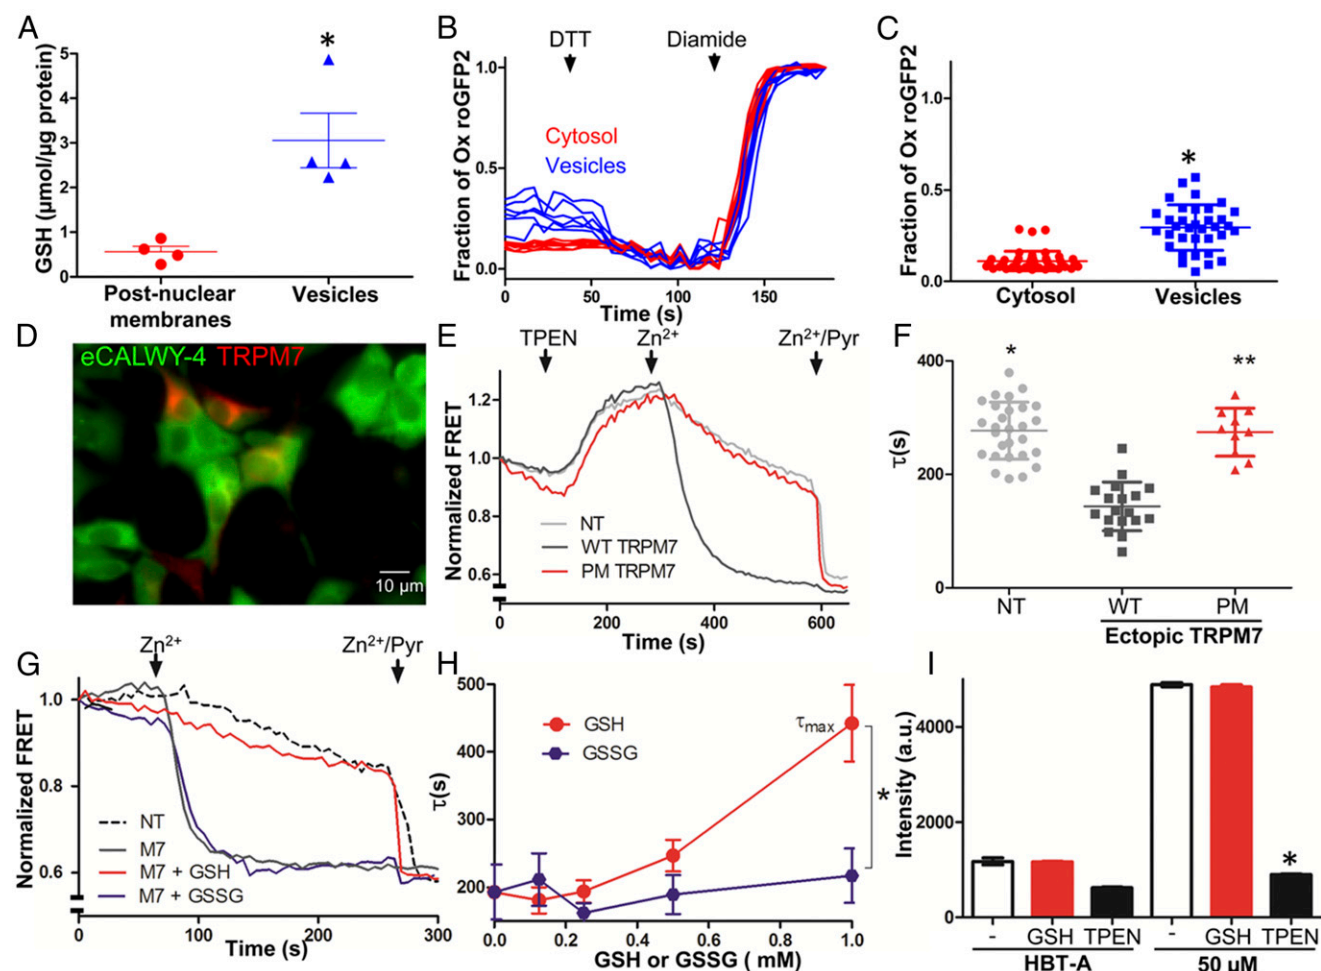 A
GSH (µmol/µg protein)
5
4
3
2
1
0
*
Post-nuclear
membranes
Vesicles
B
DTT
Diamide
Fraction of Ox roGFP2
1.0
0.5
0.0
Cytosol
Vesicles
0
50
100
150
Time (s)
C
Fraction of Ox roGFP2
1.0
0.5
0.0
*
Cytosol
Vesicles
D
eCALWY-4 TRPM7
10 µm
E
TPEN
Zn2+
Zn2+/Pyr
Normalized FRET
1.2
1.0
0.8
0.6
NT
WT TRPM7
PM TRPM7
0
200
400
600
Time (s)
F
τ(s)
400
200
0
*
**
NT
WT
PM
Ectopic TRPM7
G
Zn2+
Zn2+/Pyr
Normalized FRET
1.0
0.8
0.6
NT
M7
M7 + GSH
M7 + GSSG
0
100
200
300
Time (s)
H
τ(s)
500
400
300
200
GSH
GSSG
τmax
*
0.0
0.2
0.4
0.6
0.8
1.0
GSH or GSSG ( mM)
I
Intensity (a.u.)
4000
2000
0
*
- GSH TPEN
- GSH TPEN
HBT-A
50 µM